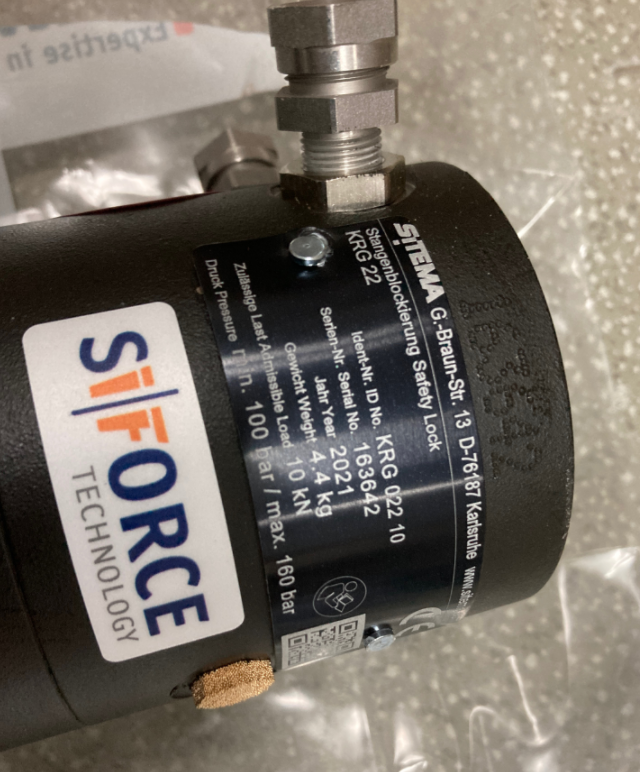 Expertise in
SITEMA G.-Braun-Str. 13 D-76187 Karlsruhe
Stangenblockierung Safety Lock
KRG 22
Ident-Nr. ID No. KRG 022 10
Serien-Nr. Serial No. 163642
Jahr Year 2021
Gewicht Weight 4.4 kg
Zulässige Last Admissible Load 10 kN
Druck Pressure min. 100 bar / max. 160 bar
CE
SiFORCE
TECHNOLOGY